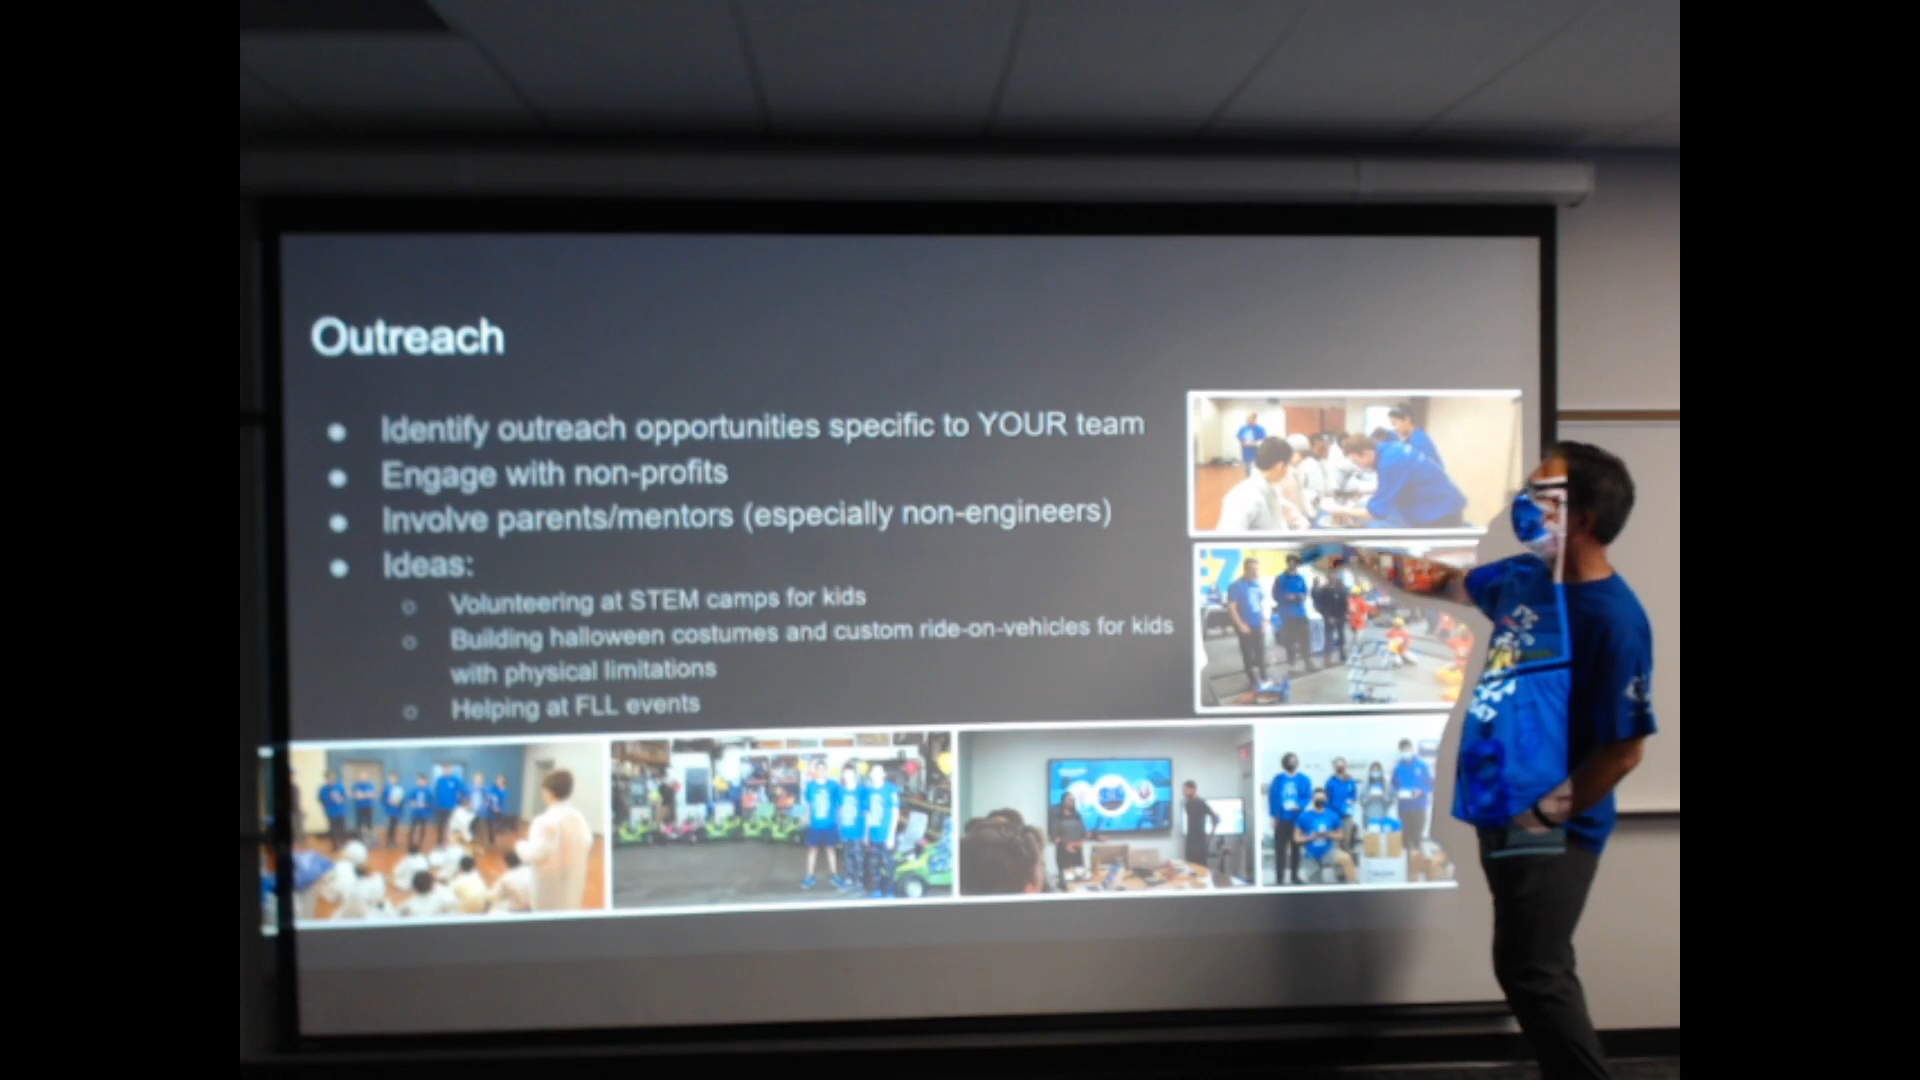 Outreach
● Identify outreach opportunities specific to YOUR team
● Engage with non-profits
● Involve parents/mentors (especially non-engineers)
● Ideas:
○ Volunteering at STEM camps for kids
○ Building halloween costumes and custom ride-on-vehicles for kids
with physical limitations
○ Helping at FLL events